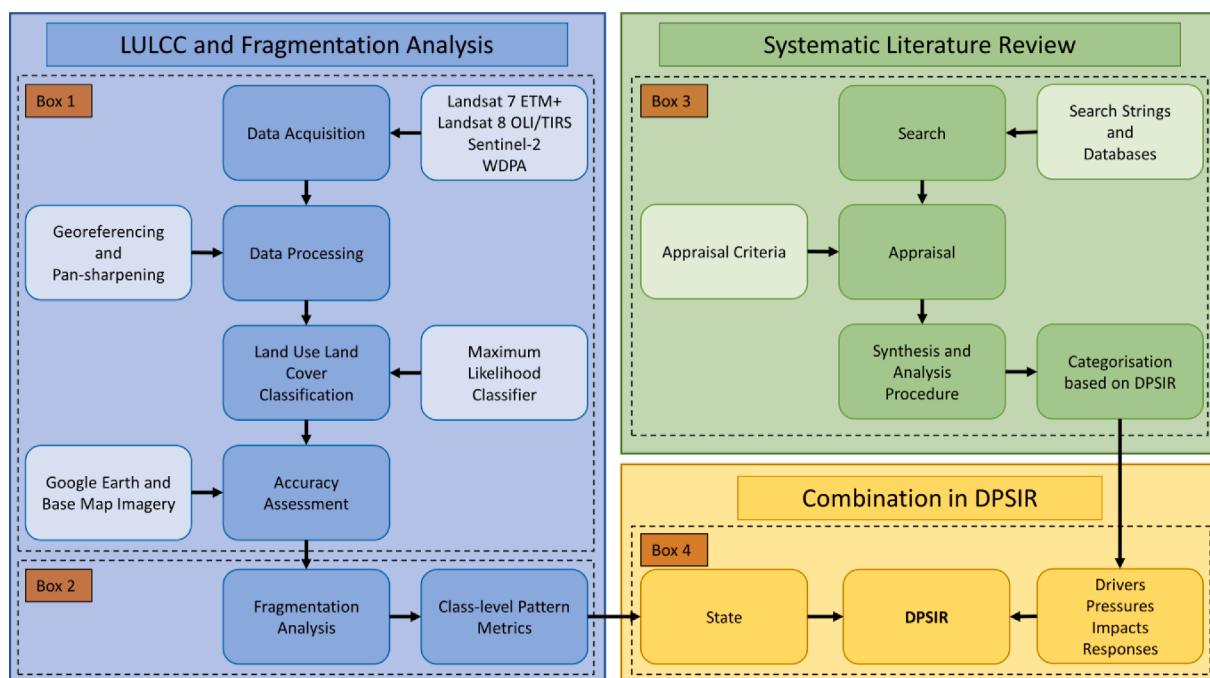 LULCC and Fragmentation Analysis
Box 1
Data Acquisition
Landsat 7 ETM+
Landsat 8 OLI/TIRS
Sentinel-2
WDPA
Georeferencing
and
Pan-sharpening
Data Processing
Land Use Land
Cover
Classification
Maximum
Likelihood
Classifier
Google Earth and
Base Map Imagery
Accuracy
Assessment
Box 2
Fragmentation
Analysis
Class-level Pattern
Metrics
Systematic Literature Review
Box 3
Search
Search Strings
and
Databases
Appraisal Criteria
Appraisal
Synthesis and
Analysis
Procedure
Categorisation
based on DPSIR
Combination in DPSIR
Box 4
State
DPSIR
Drivers
Pressures
Impacts
Responses